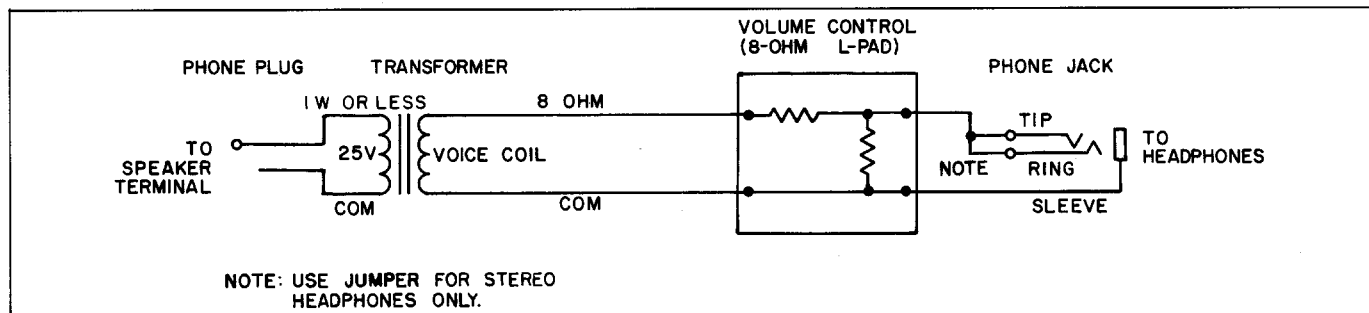 VOLUME CONTROL
(8-OHM L-PAD)
PHONE PLUG
TRANSFORMER
PHONE JACK
1 W OR LESS
8 OHM
TO
SPEAKER
TERMINAL
25V
VOICE COIL
TIP
NOTE
RING
TO
HEADPHONES
COM
COM
SLEEVE
NOTE: USE JUMPER FOR STEREO
HEADPHONES ONLY.